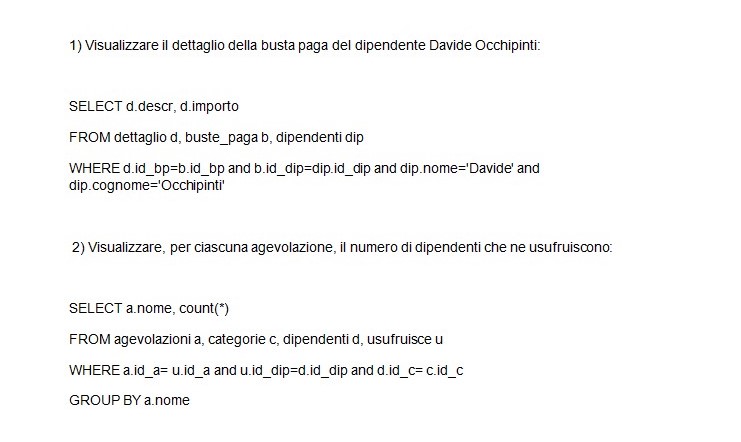 1) Visualizzare il dettaglio della busta paga del dipendente Davide Occhipinti:
SELECT d.descr, d.importo
FROM dettaglio d, buste_paga b, dipendenti dip
WHERE d.id_bp=b.id_bp and b.id_dip=dip.id_dip and dip.nome='Davide' and
dip.cognome='Occhipinti'
2) Visualizzare, per ciascuna agevolazione, il numero di dipendenti che ne usufruiscono:
SELECT a.nome, count(*)
FROM agevolazioni a, categorie c, dipendenti d, usufruisce u
WHERE a.id_a= u.id_a and u.id_dip=d.id_dip and d.id_c= c.id_c
GROUP BY a.nome